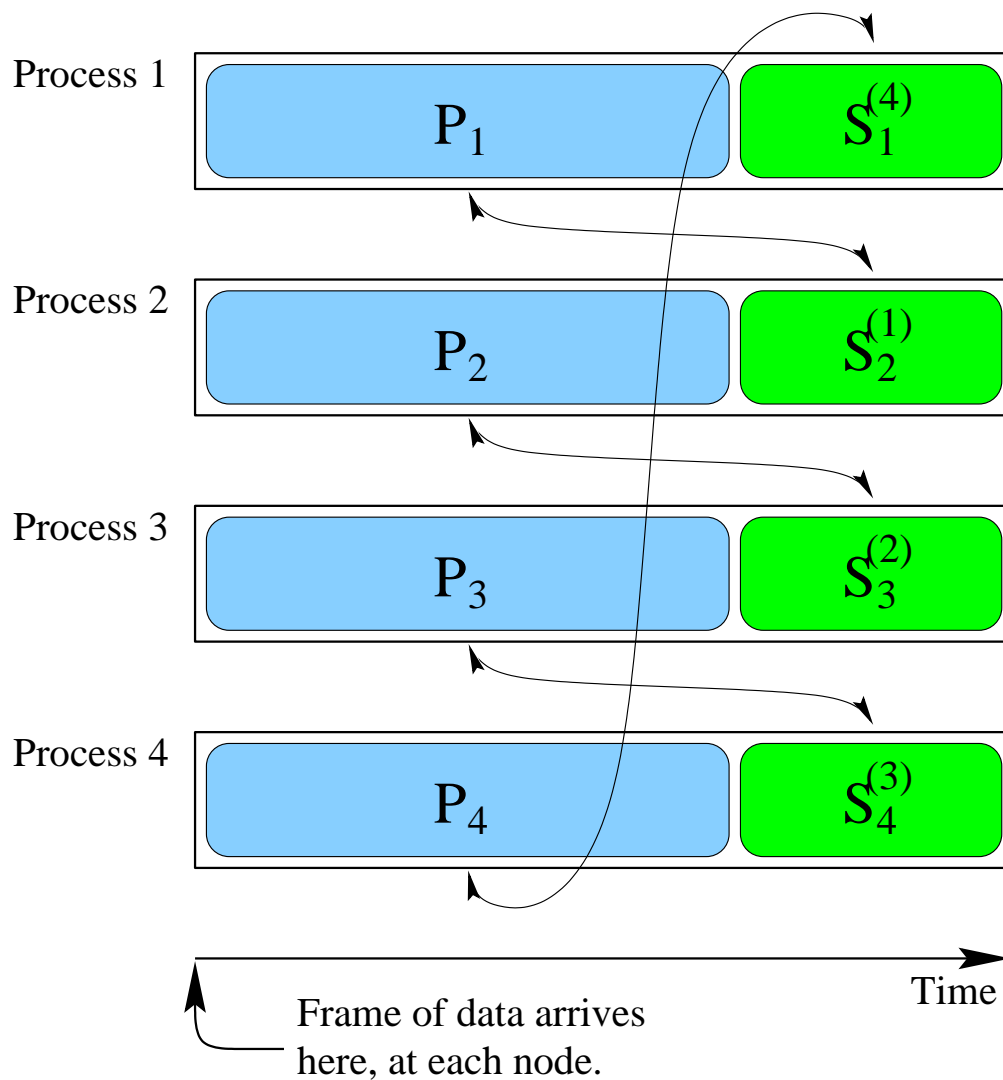 Process 1
P₁
S₁⁽⁴⁾
Process 2
P₂
S₂⁽¹⁾
Process 3
P₃
S₃⁽²⁾
Process 4
P₄
S₄⁽³⁾
Time
Frame of data arrives
here, at each node.